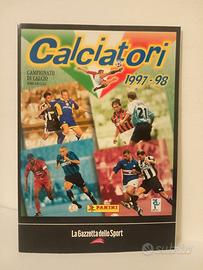 Calciatori
1997-98
CAMPIONATO
DI CALCIO
PANINI
La Gazzetta dello Sport
subito